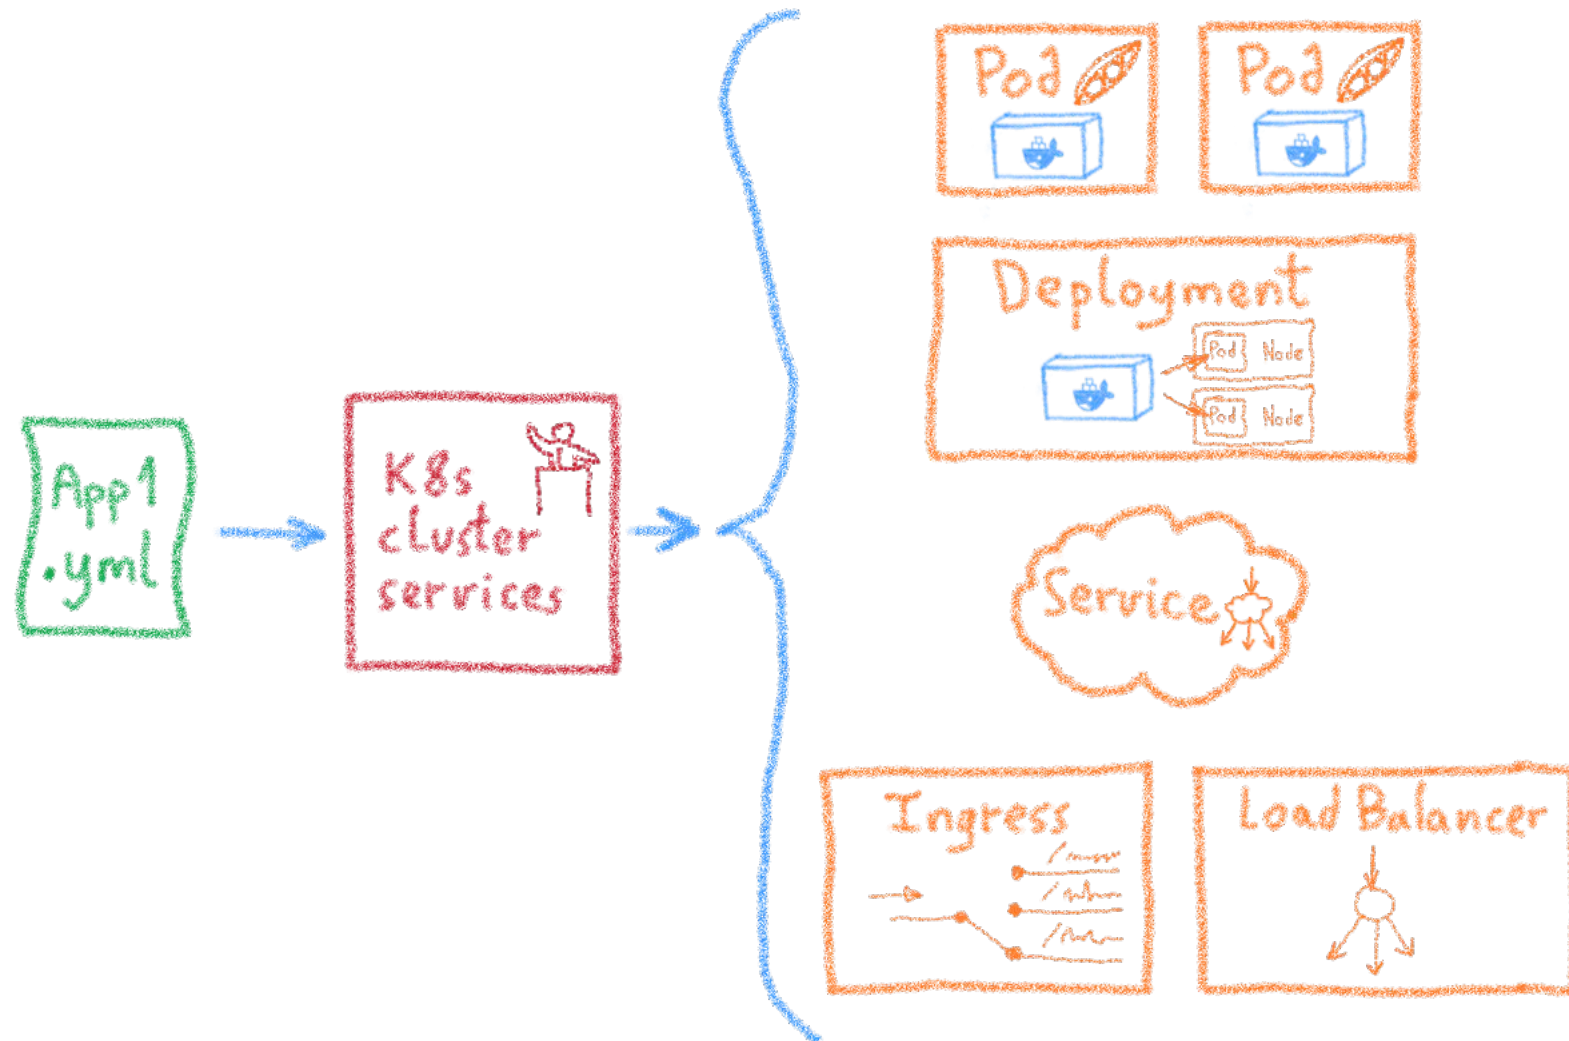 App1
.yml
K8s
cluster
services
Pod
Pod
Deployment
Pod Node
Pod Node
Service
Ingress
Load Balancer